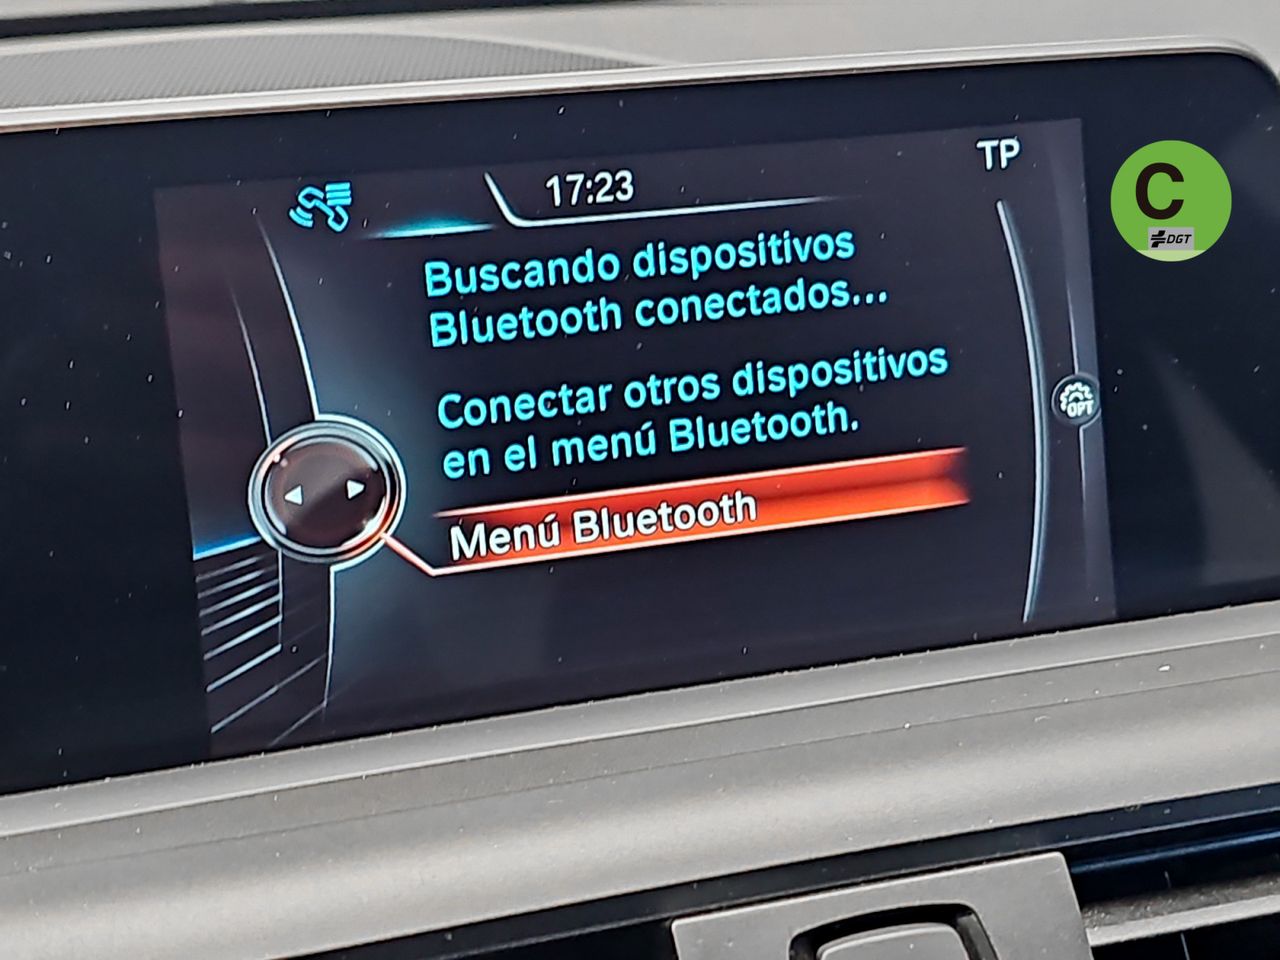 17:23
TP
C
DGT
Buscando dispositivos
Bluetooth conectados...
Conectar otros dispositivos
en el menú Bluetooth.
OPT
Menú Bluetooth